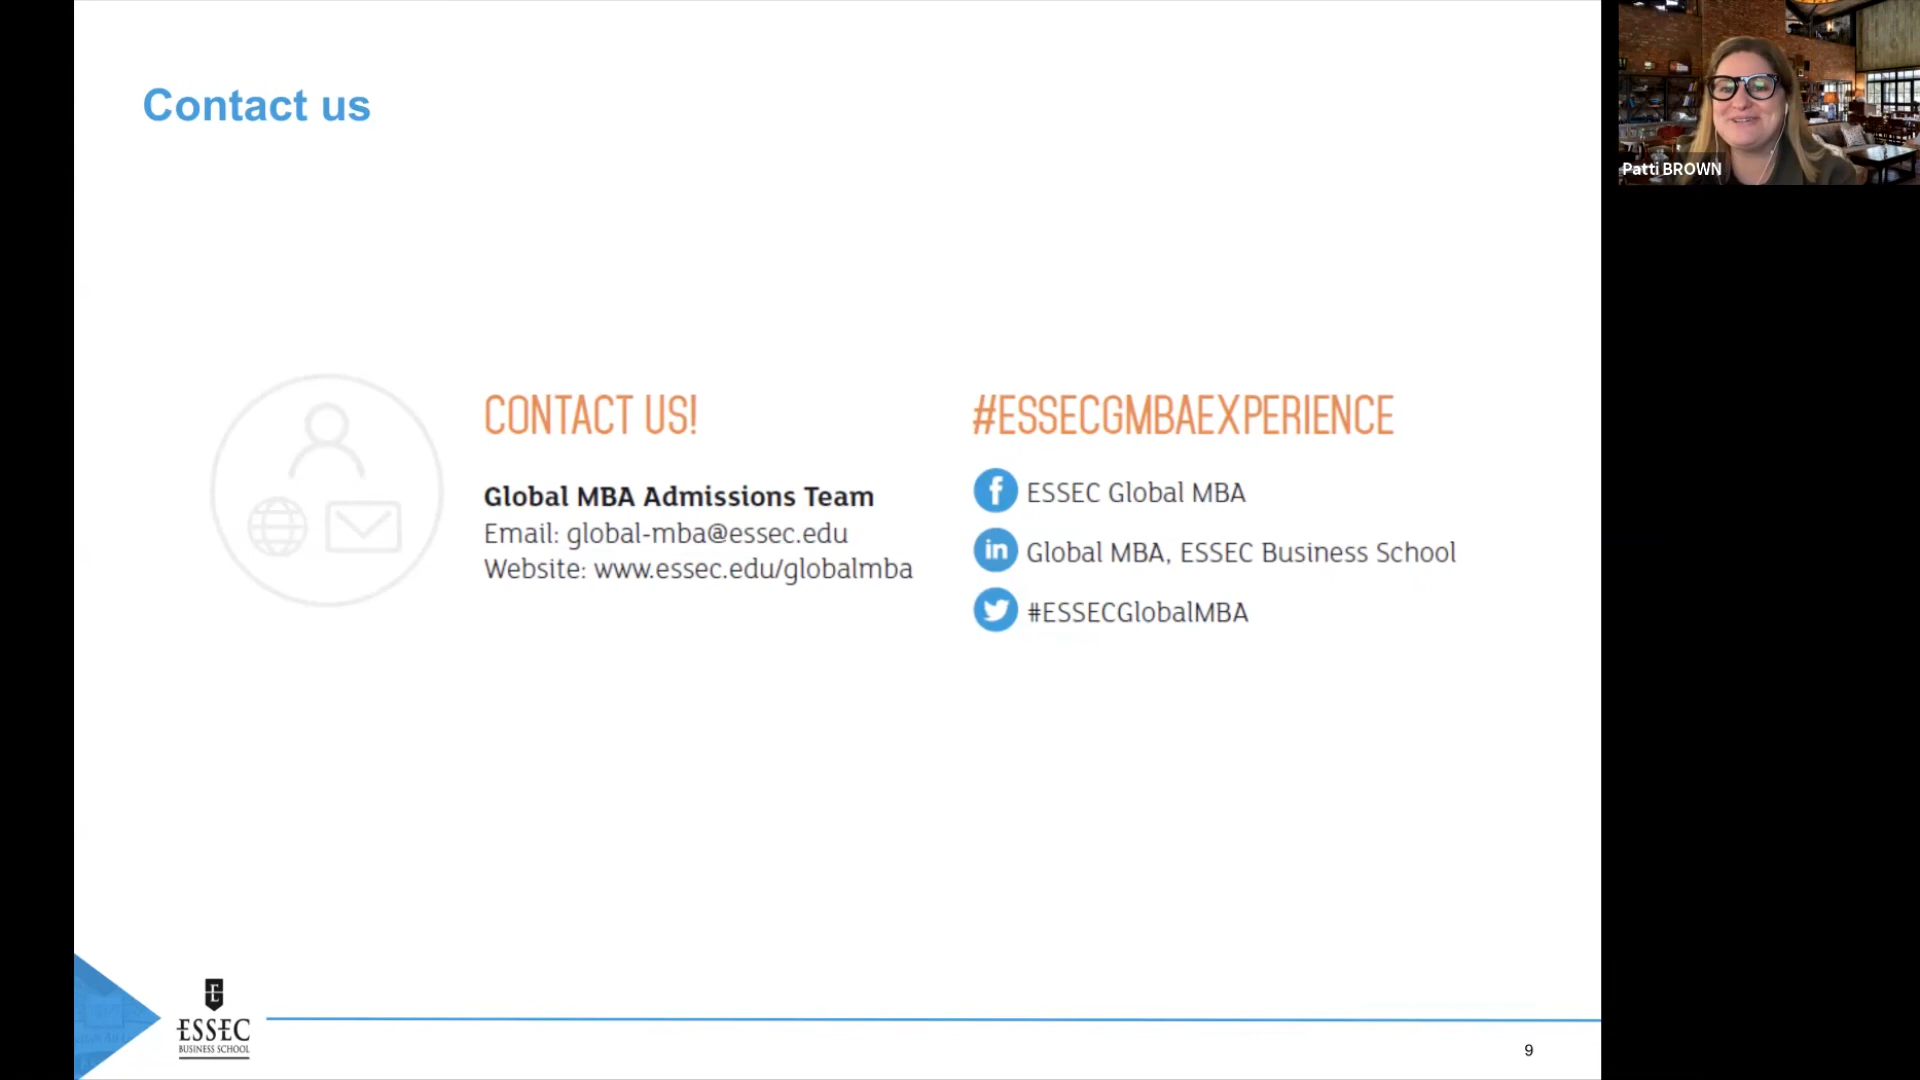 Contact us
Patti BROWN
CONTACT US!
Global MBA Admissions Team
Email: global-mba@essec.edu
Website: www.essec.edu/globalmba
#ESSECGMBAEXPERIENCE
f ESSEC Global MBA
in Global MBA, ESSEC Business School
#ESSECGlobalMBA
E
ESSEC
BUSINESS SCHOOL
9